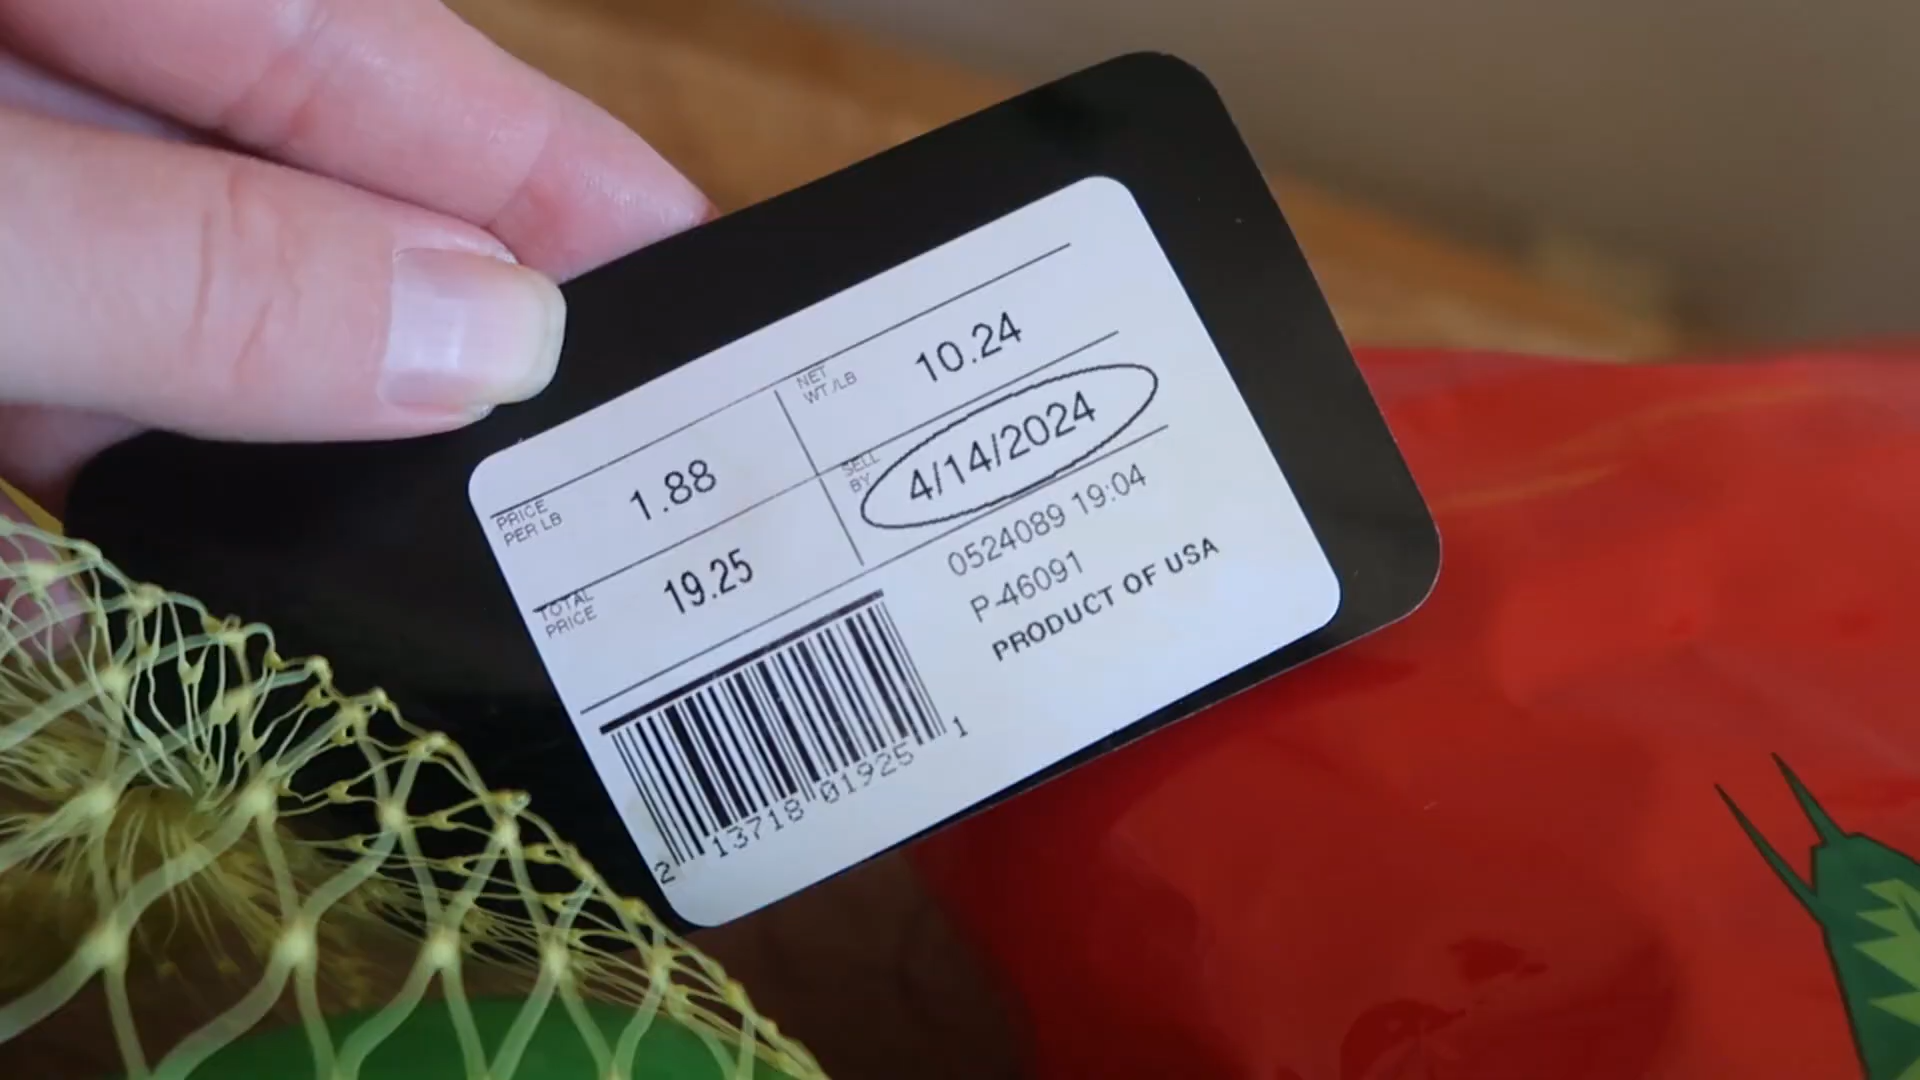 NET
WT./LB
10.24
PRICE
PER LB
1.88
SELL
BY
4/14/2024
TOTAL
PRICE
19.25
0524089 19:04
P-46091
PRODUCT OF USA
2 13718 01925 1